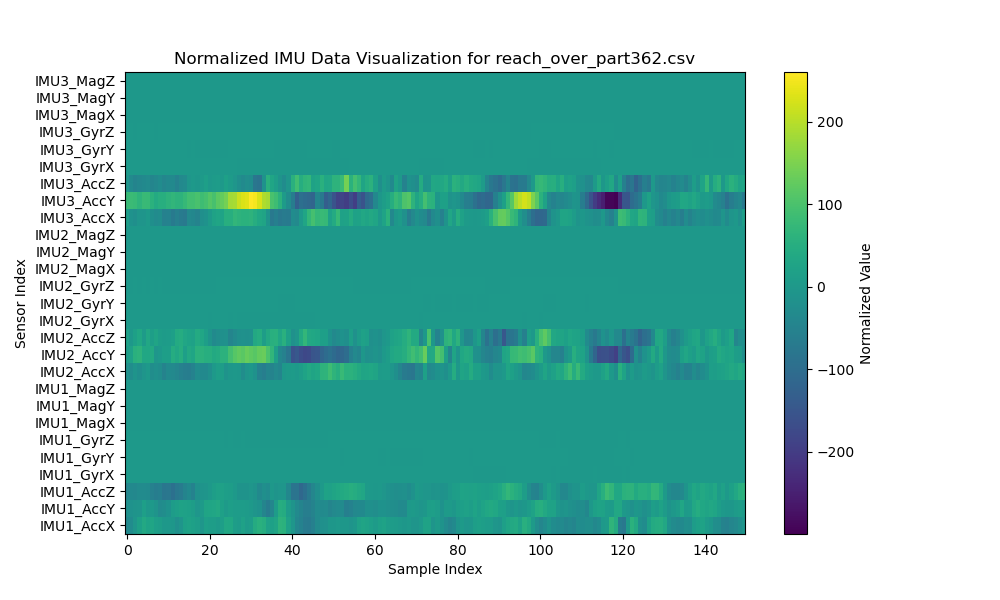 Normalized IMU Data Visualization for reach_over_part362.csv
Sensor Index
IMU3_MagZ
IMU3_MagY
IMU3_MagX
IMU3_GyrZ
IMU3_GyrY
IMU3_GyrX
IMU3_AccZ
IMU3_AccY
IMU3_AccX
IMU2_MagZ
IMU2_MagY
IMU2_MagX
IMU2_GyrZ
IMU2_GyrY
IMU2_GyrX
IMU2_AccZ
IMU2_AccY
IMU2_AccX
IMU1_MagZ
IMU1_MagY
IMU1_MagX
IMU1_GyrZ
IMU1_GyrY
IMU1_GyrX
IMU1_AccZ
IMU1_AccY
IMU1_AccX
0 20 40 60 80 100 120 140
Sample Index
200
100
0
−100
−200
Normalized Value